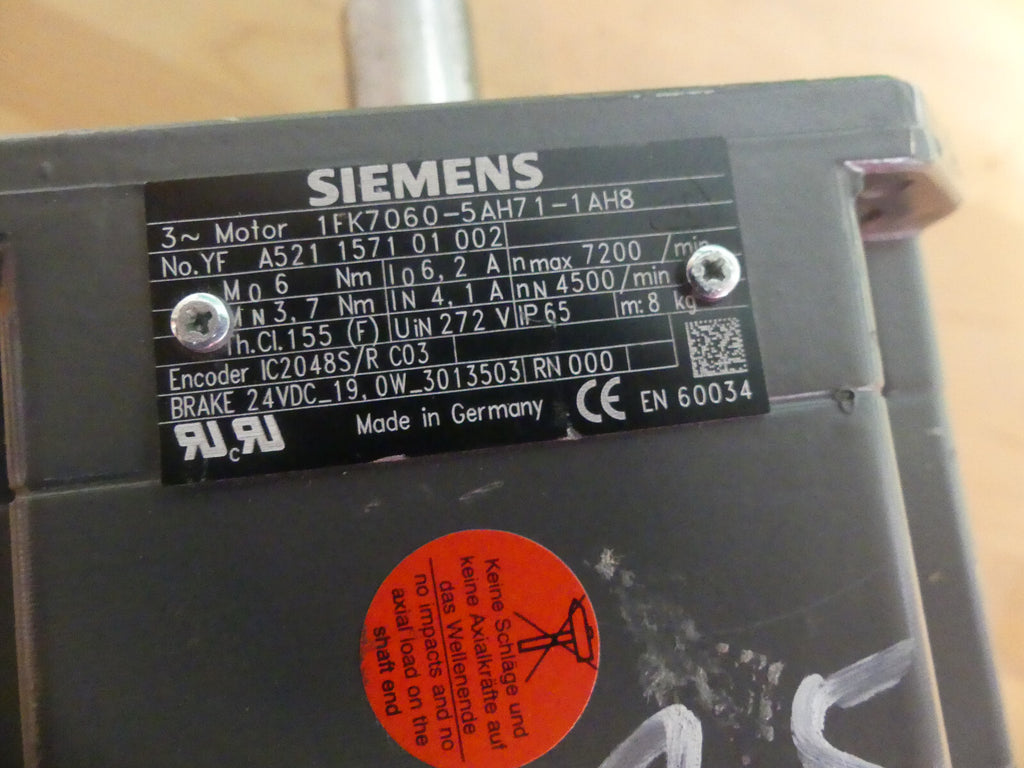 SIEMENS
3~ Motor 1FK7060-5AH71-1AH8
No.YF A521 1571 01 002
M0 6 Nm I0 6,2 A nmax 7200 /min
MN 3,7 Nm IN 4,1 A nN 4500/min
Th.Cl.155 (F) UiN 272 V IP 65 m: 8 kg
Encoder IC2048S/R C03
BRAKE 24VDC_19,0W_3013503 RN 000
Made in Germany CE EN 60034
RU c RU
Keine Schläge und
keine Axialkräfte auf
das Wellenende
no impacts and no
axial load on the
shaft end